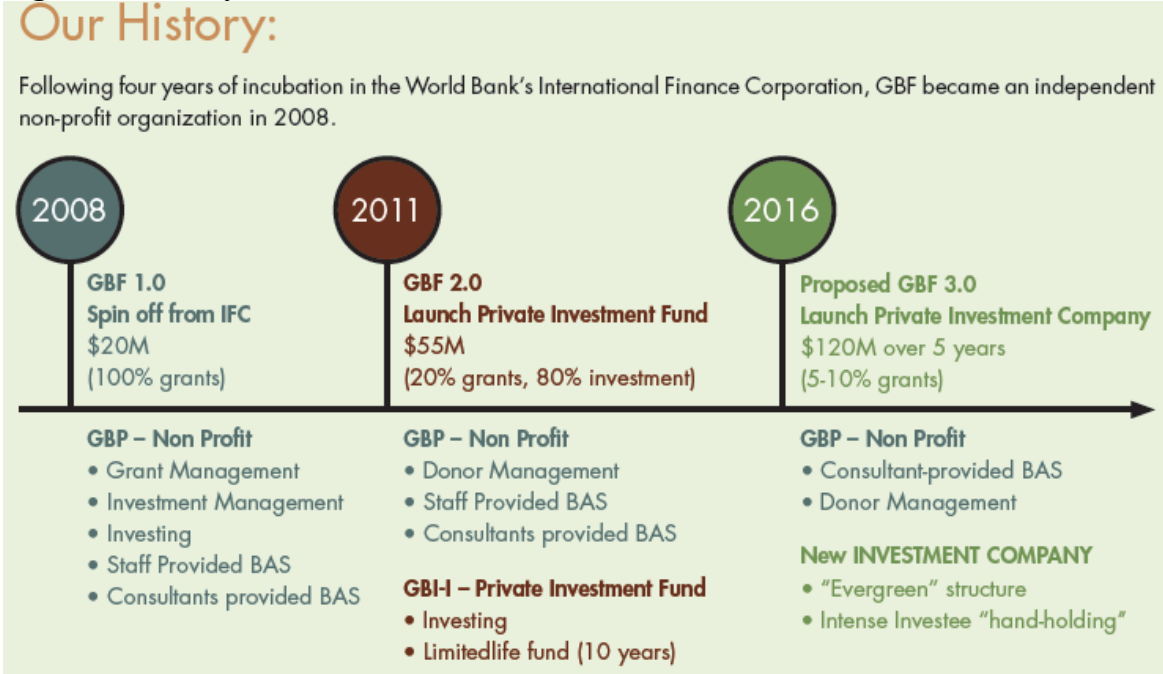 Our History:
Following four years of incubation in the World Bank's International Finance Corporation, GBF became an independent
non-profit organization in 2008.
2008
GBF 1.0
Spin off from IFC
$20M
(100% grants)
GBP – Non Profit
• Grant Management
• Investment Management
• Investing
• Staff Provided BAS
• Consultants provided BAS
2011
GBF 2.0
Launch Private Investment Fund
$55M
(20% grants, 80% investment)
GBP – Non Profit
• Donor Management
• Staff Provided BAS
• Consultants provided BAS
GBI-I – Private Investment Fund
• Investing
• Limitedlife fund (10 years)
2016
Proposed GBF 3.0
Launch Private Investment Company
$120M over 5 years
(5-10% grants)
GBP – Non Profit
• Consultant-provided BAS
• Donor Management
New INVESTMENT COMPANY
• “Evergreen” structure
• Intense Investee “hand-holding”